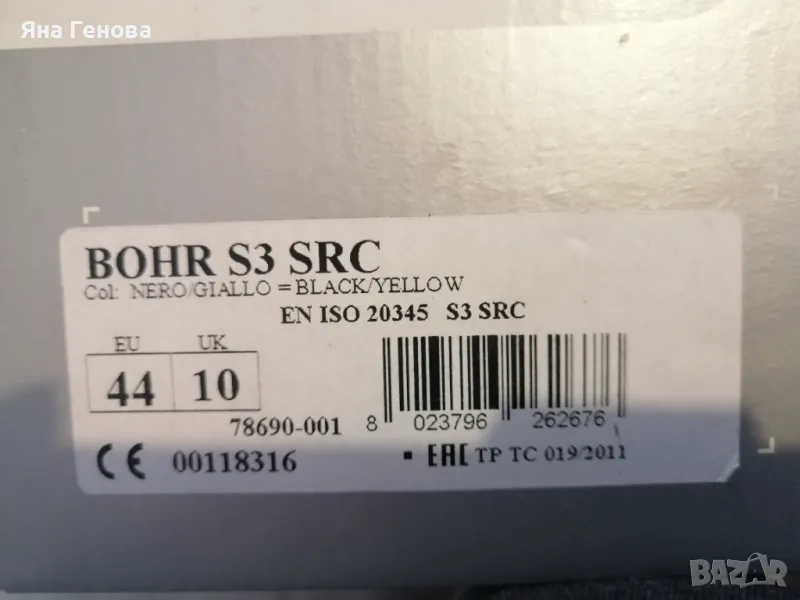 Яна Генова
BOHR S3 SRC
Col: NERO/GIALLO = BLACK/YELLOW
EN ISO 20345 S3 SRC
EU UK
44 10
78690-001
8 023796 262676
CE 00118316
EAC TP TC 019/2011
BAZAR